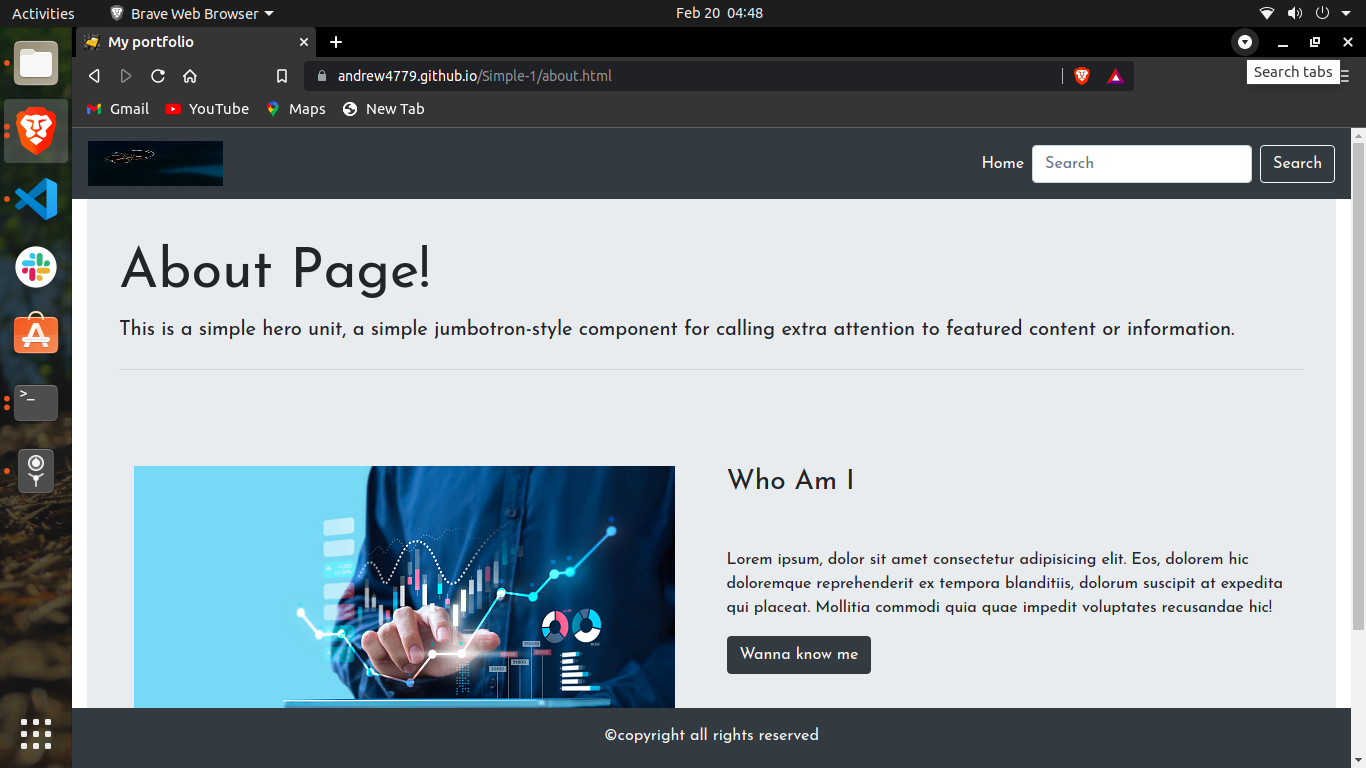 Activities
Brave Web Browser
Feb 20 04:48
My portfolio
Search tabs
andrew4779.github.io/Simple-1/about.html
Gmail
YouTube
Maps
New Tab
Home
Search
Search
About Page!
This is a simple hero unit, a simple jumbotron-style component for calling extra attention to featured content or information.
Who Am I
Lorem ipsum, dolor sit amet consectetur adipisicing elit. Eos, dolorem hic
doloremque reprehenderit ex tempora blanditiis, dolorum suscipit at expedita
qui placeat. Mollitia commodi quia quae impedit voluptates recusandae hic!
Wanna know me
©copyright all rights reserved